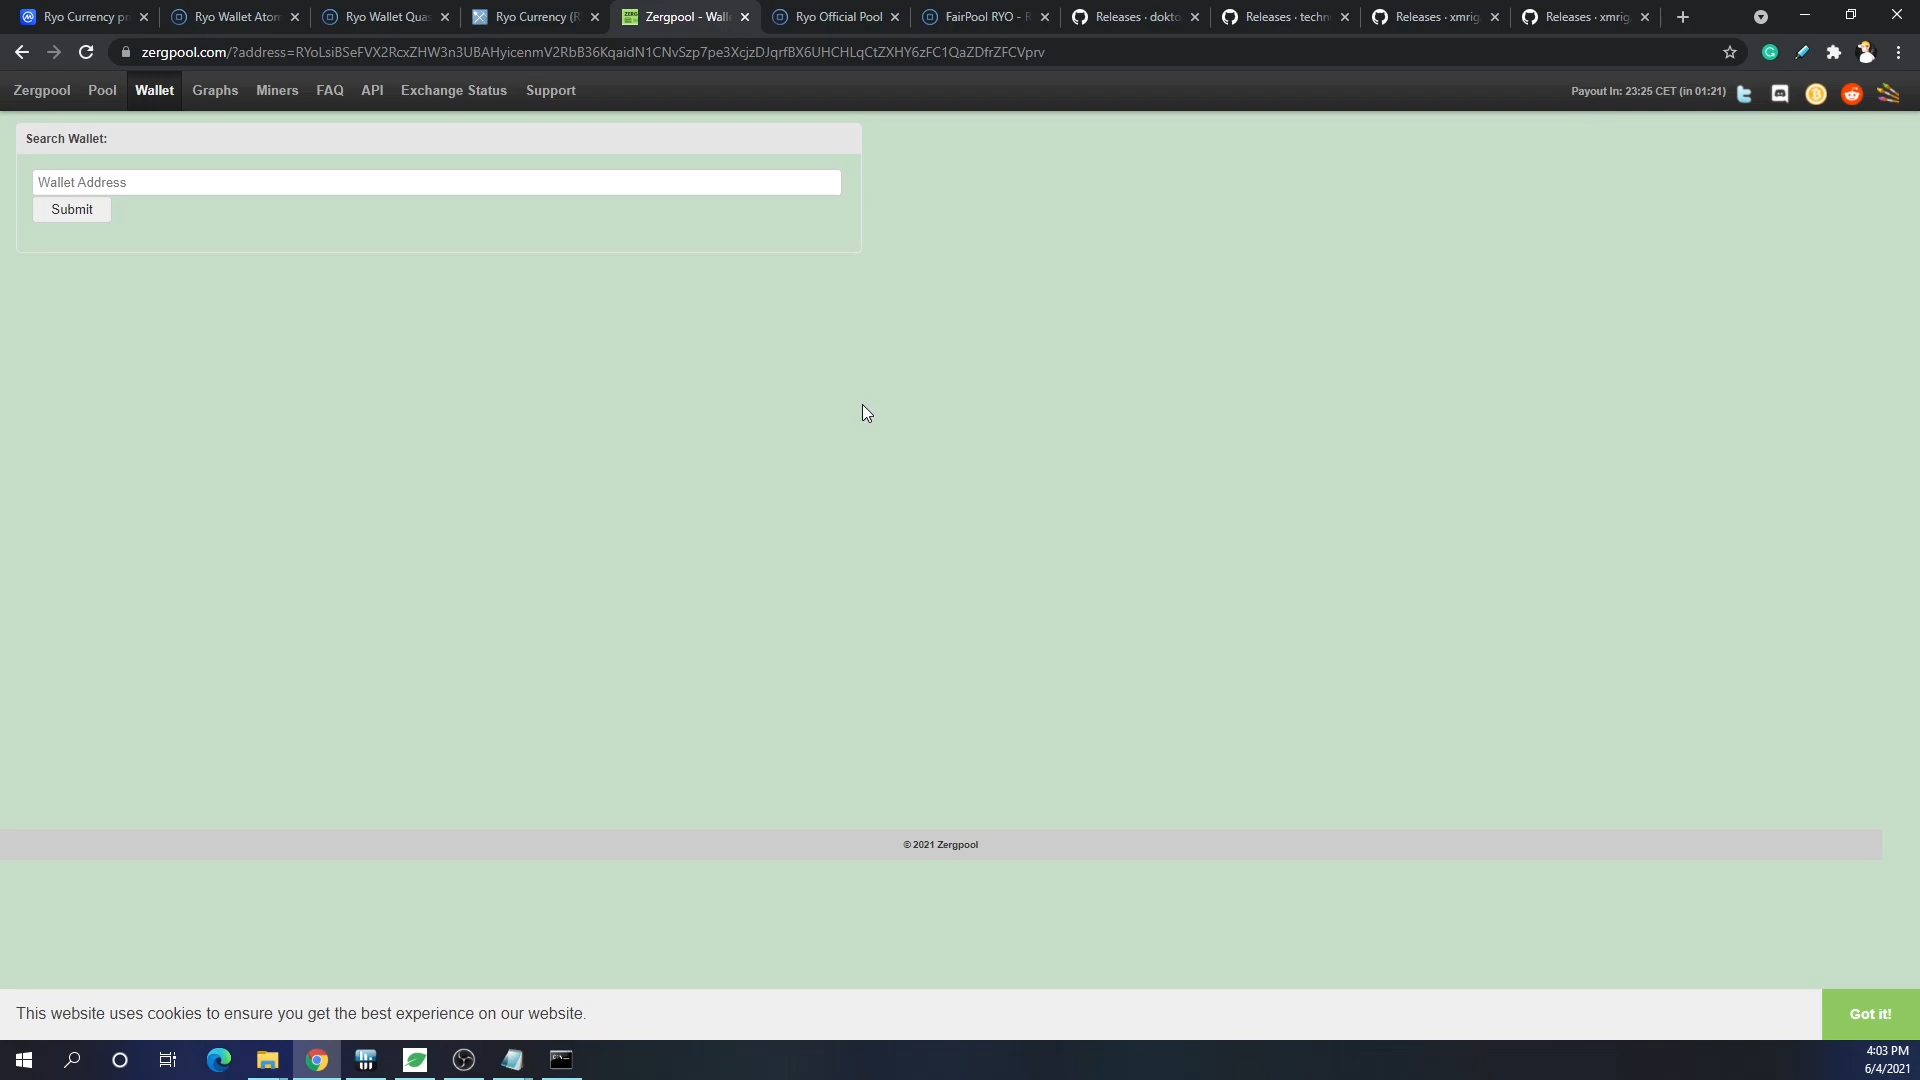 Ryo Currency pr
Ryo Wallet Atom
Ryo Wallet Quas
Ryo Currency (R
Zergpool - Wall
Ryo Official Pool
FairPool RYO - R
Releases · dokto
Releases · techn
Releases · xmrig
Releases · xmrig
zergpool.com/?address=RYoLsiBSeFVX2RcxZHW3n3UBAHyicenmV2RbB36KqaidN1CNvSzp7pe3XcjzDJqrfBX6UHCHLqCtZXHY6zFC1QaZDfrZFCVprv
Zergpool Pool Wallet Graphs Miners FAQ API Exchange Status Support
Payout In: 23:25 CET (in 01:21)
Search Wallet:
Wallet Address
Submit
© 2021 Zergpool
This website uses cookies to ensure you get the best experience on our website.
Got it!
4:03 PM
6/4/2021